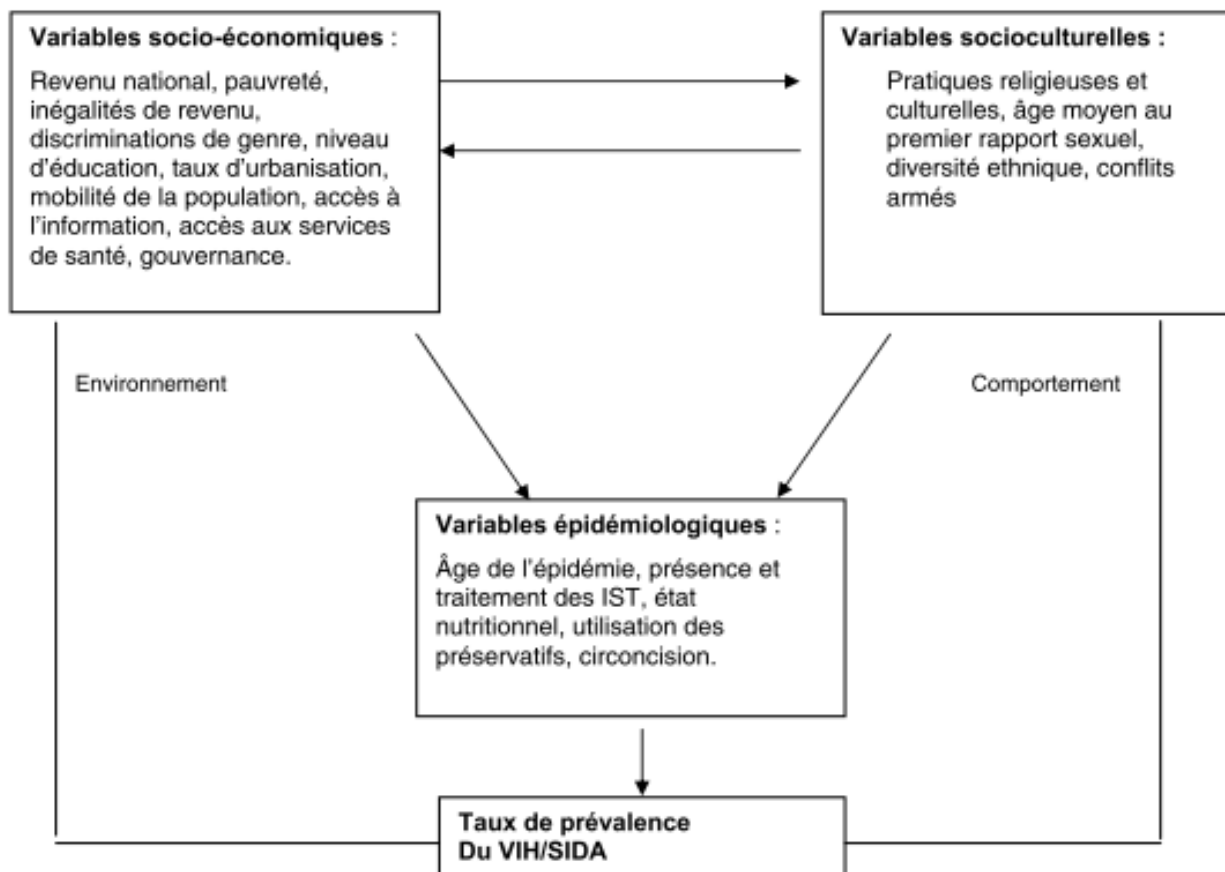 Variables socio-économiques :
Revenu national, pauvreté,
inégalités de revenu,
discriminations de genre, niveau
d'éducation, taux d'urbanisation,
mobilité de la population, accès à
l'information, accès aux services
de santé, gouvernance.
Variables socioculturelles :
Pratiques religieuses et
culturelles, âge moyen au
premier rapport sexuel,
diversité ethnique, conflits
armés
Environnement
Comportement
Variables épidémiologiques :
Âge de l'épidémie, présence et
traitement des IST, état
nutritionnel, utilisation des
préservatifs, circoncision.
Taux de prévalence
Du VIH/SIDA